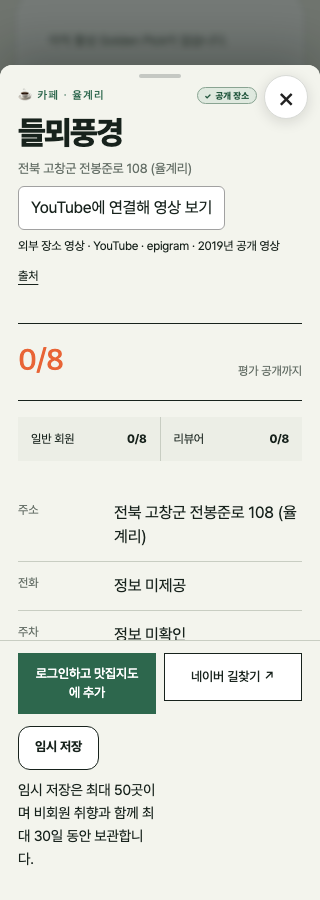 카페 · 율계리
✓ 공개 장소
들뫼풍경
전북 고창군 전봉준로 108 (율계리)
YouTube에 연결해 영상 보기
외부 장소 영상 · YouTube · epigram · 2019년 공개 영상
출처
0/8
평가 공개까지
일반 회원 0/8 리뷰어 0/8
주소 전북 고창군 전봉준로 108 (율
계리)
전화 정보 미제공
주차 정보 미확인
로그인하고 맛집지도
에 추가
네이버 길찾기 ↗
임시 저장
임시 저장은 최대 50곳이
며 비회원 취향과 함께 최
대 30일 동안 보관합니
다.